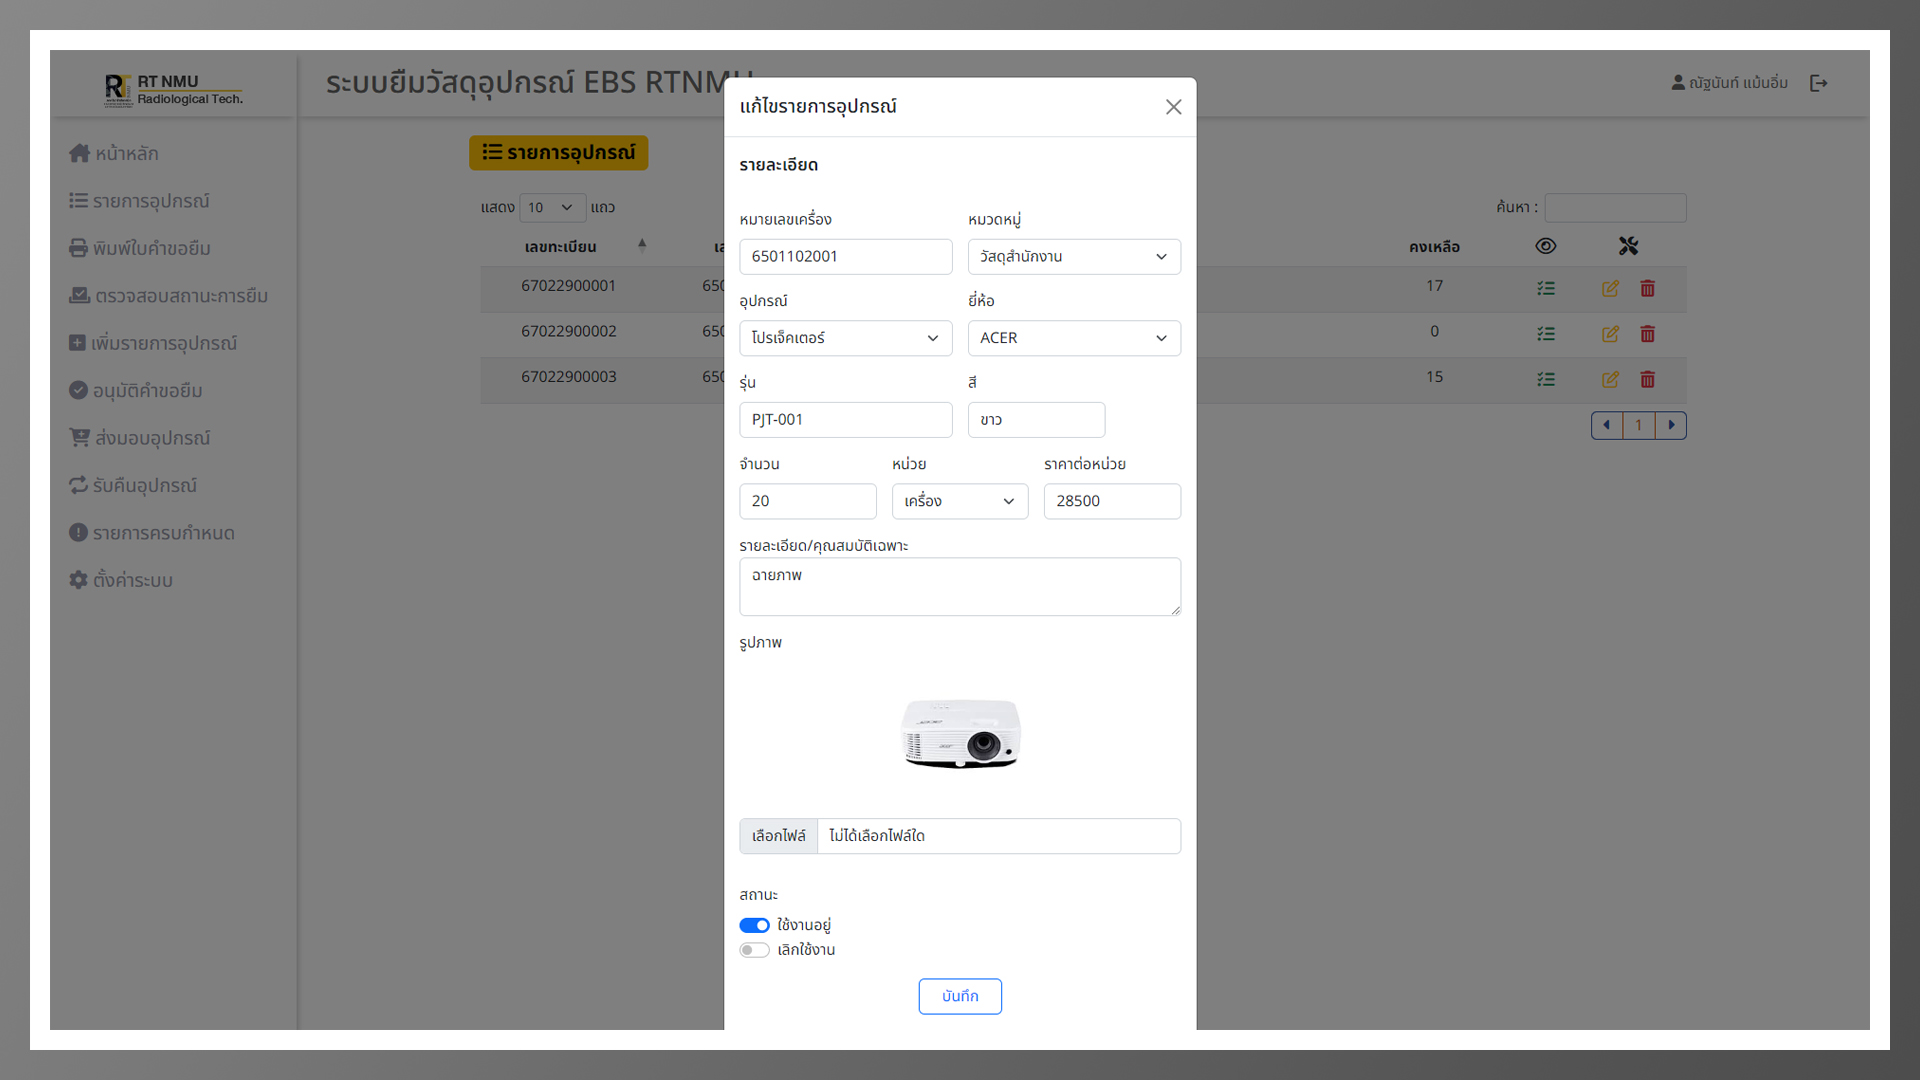 RT NMU
Radiological Tech.
ระบบยืมวัสดุอุปกรณ์ EBS RTNMU
ณัฐนันท์ แม้นอิ่ม
หน้าหลัก
รายการอุปกรณ์
พิมพ์ใบคำขอยืม
ตรวจสอบสถานะการยืม
เพิ่มรายการอุปกรณ์
อนุมัติคำขอยืม
ส่งมอบอุปกรณ์
รับคืนอุปกรณ์
รายการครบกำหนด
ตั้งค่าระบบ
รายการอุปกรณ์
แสดง 10 แถว
ค้นหา :
เลขทะเบียน คงเหลือ
67022900001 650 17
67022900002 650 0
67022900003 650 15
1
แก้ไขรายการอุปกรณ์
รายละเอียด
หมายเลขเครื่อง หมวดหมู่
6501102001 วัสดุสำนักงาน
อุปกรณ์ ยี่ห้อ
โปรเจ็คเตอร์ ACER
รุ่น สี
PJT-001 ขาว
จำนวน หน่วย ราคาต่อหน่วย
20 เครื่อง 28500
รายละเอียด/คุณสมบัติเฉพาะ
ฉายภาพ
รูปภาพ
acer
เลือกไฟล์ ไม่ได้เลือกไฟล์ใด
สถานะ
ใช้งานอยู่
เลิกใช้งาน
บันทึก